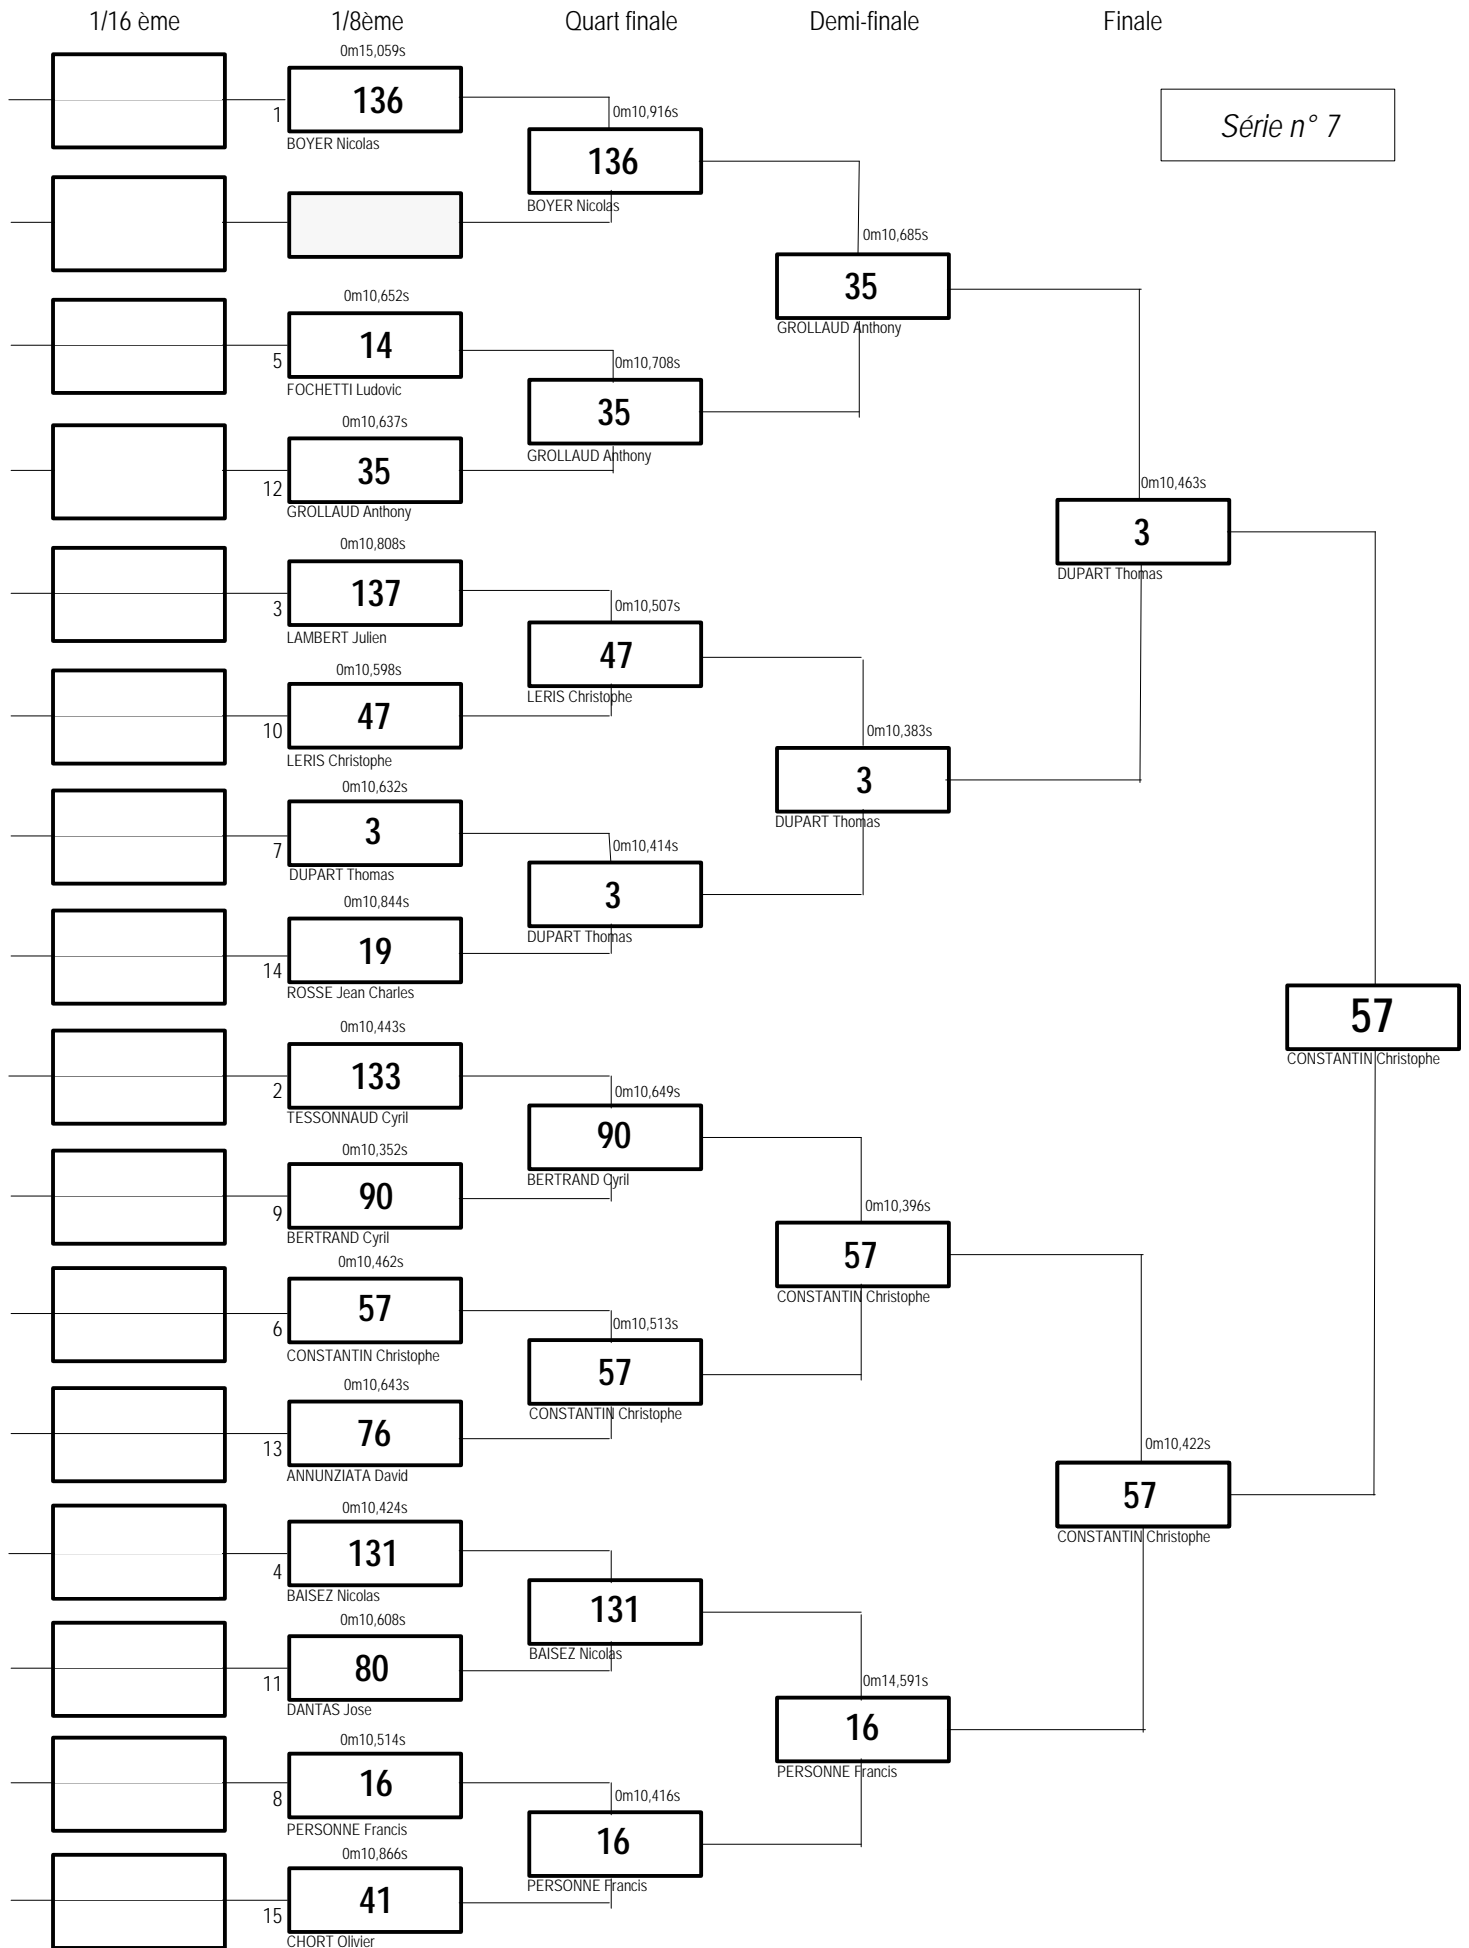 1/16 ème
1/8ème
Quart finale
Demi-finale
Finale
Série n° 7
0m15,059s
1
136
BOYER Nicolas
0m10,916s
136
BOYER Nicolas
0m10,685s
35
GROLLAUD Anthony
0m10,652s
5
14
FOCHETTI Ludovic
0m10,708s
35
GROLLAUD Anthony
0m10,637s
12
35
GROLLAUD Anthony
0m10,463s
3
DUPART Thomas
0m10,808s
3
137
LAMBERT Julien
0m10,507s
47
LERIS Christophe
0m10,598s
10
47
LERIS Christophe
0m10,383s
3
DUPART Thomas
0m10,632s
7
3
DUPART Thomas
0m10,414s
3
DUPART Thomas
0m10,844s
14
19
ROSSE Jean Charles
57
CONSTANTIN Christophe
0m10,443s
2
133
TESSONNAUD Cyril
0m10,649s
90
BERTRAND Cyril
0m10,352s
9
90
BERTRAND Cyril
0m10,396s
57
CONSTANTIN Christophe
0m10,462s
6
57
CONSTANTIN Christophe
0m10,513s
57
CONSTANTIN Christophe
0m10,643s
13
76
ANNUNZIATA David
0m10,422s
57
CONSTANTIN Christophe
0m10,424s
4
131
BAISEZ Nicolas
131
BAISEZ Nicolas
0m10,608s
11
80
DANTAS Jose
0m14,591s
16
PERSONNE Francis
0m10,514s
8
16
PERSONNE Francis
0m10,416s
16
PERSONNE Francis
0m10,866s
15
41
CHORT Olivier